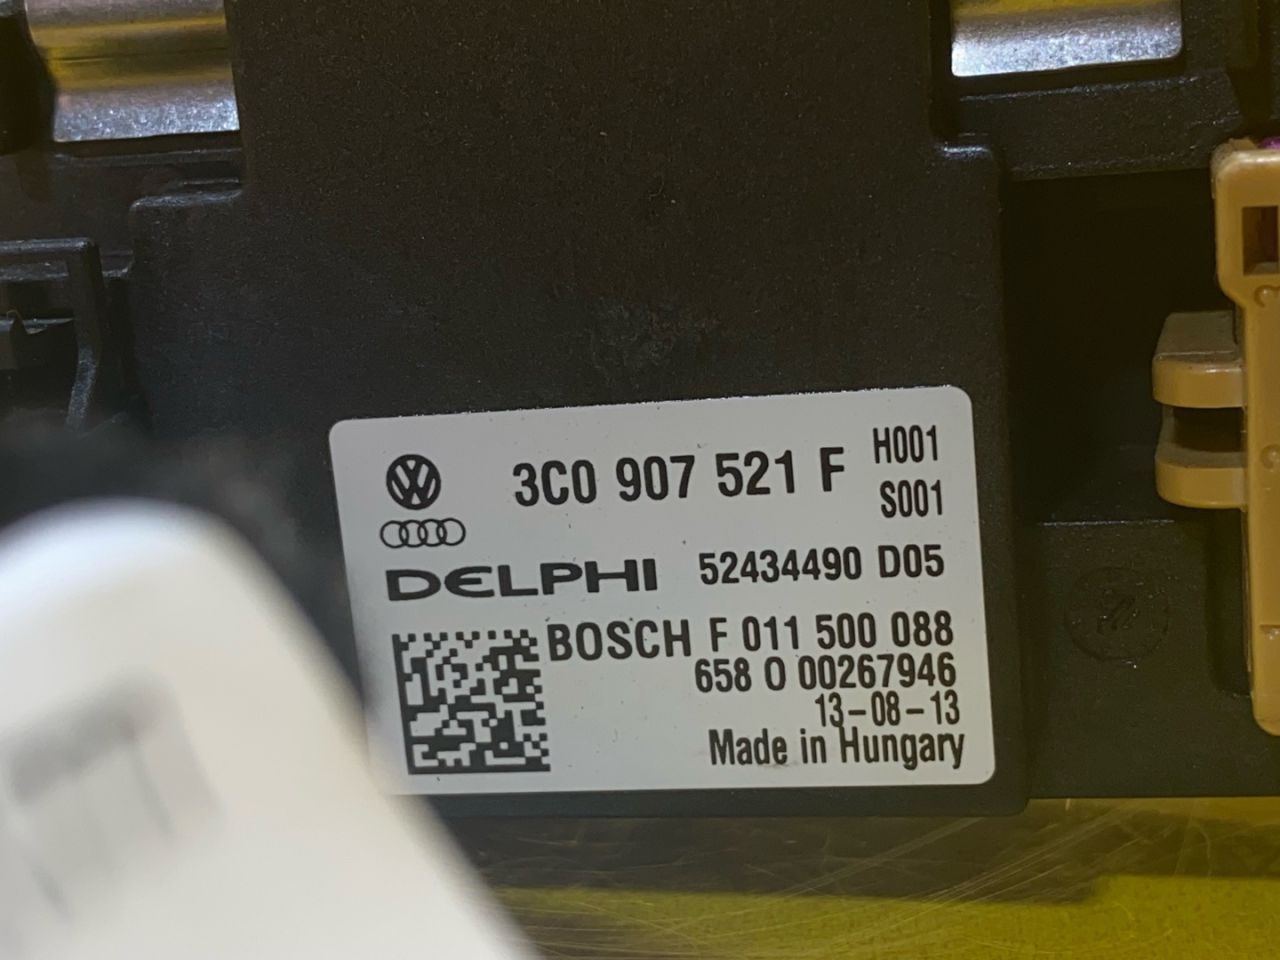 3C0 907 521 F H001
S001
DELPHI 52434490 D05
BOSCH F 011 500 088
658 0 00267946
13-08-13
Made in Hungary